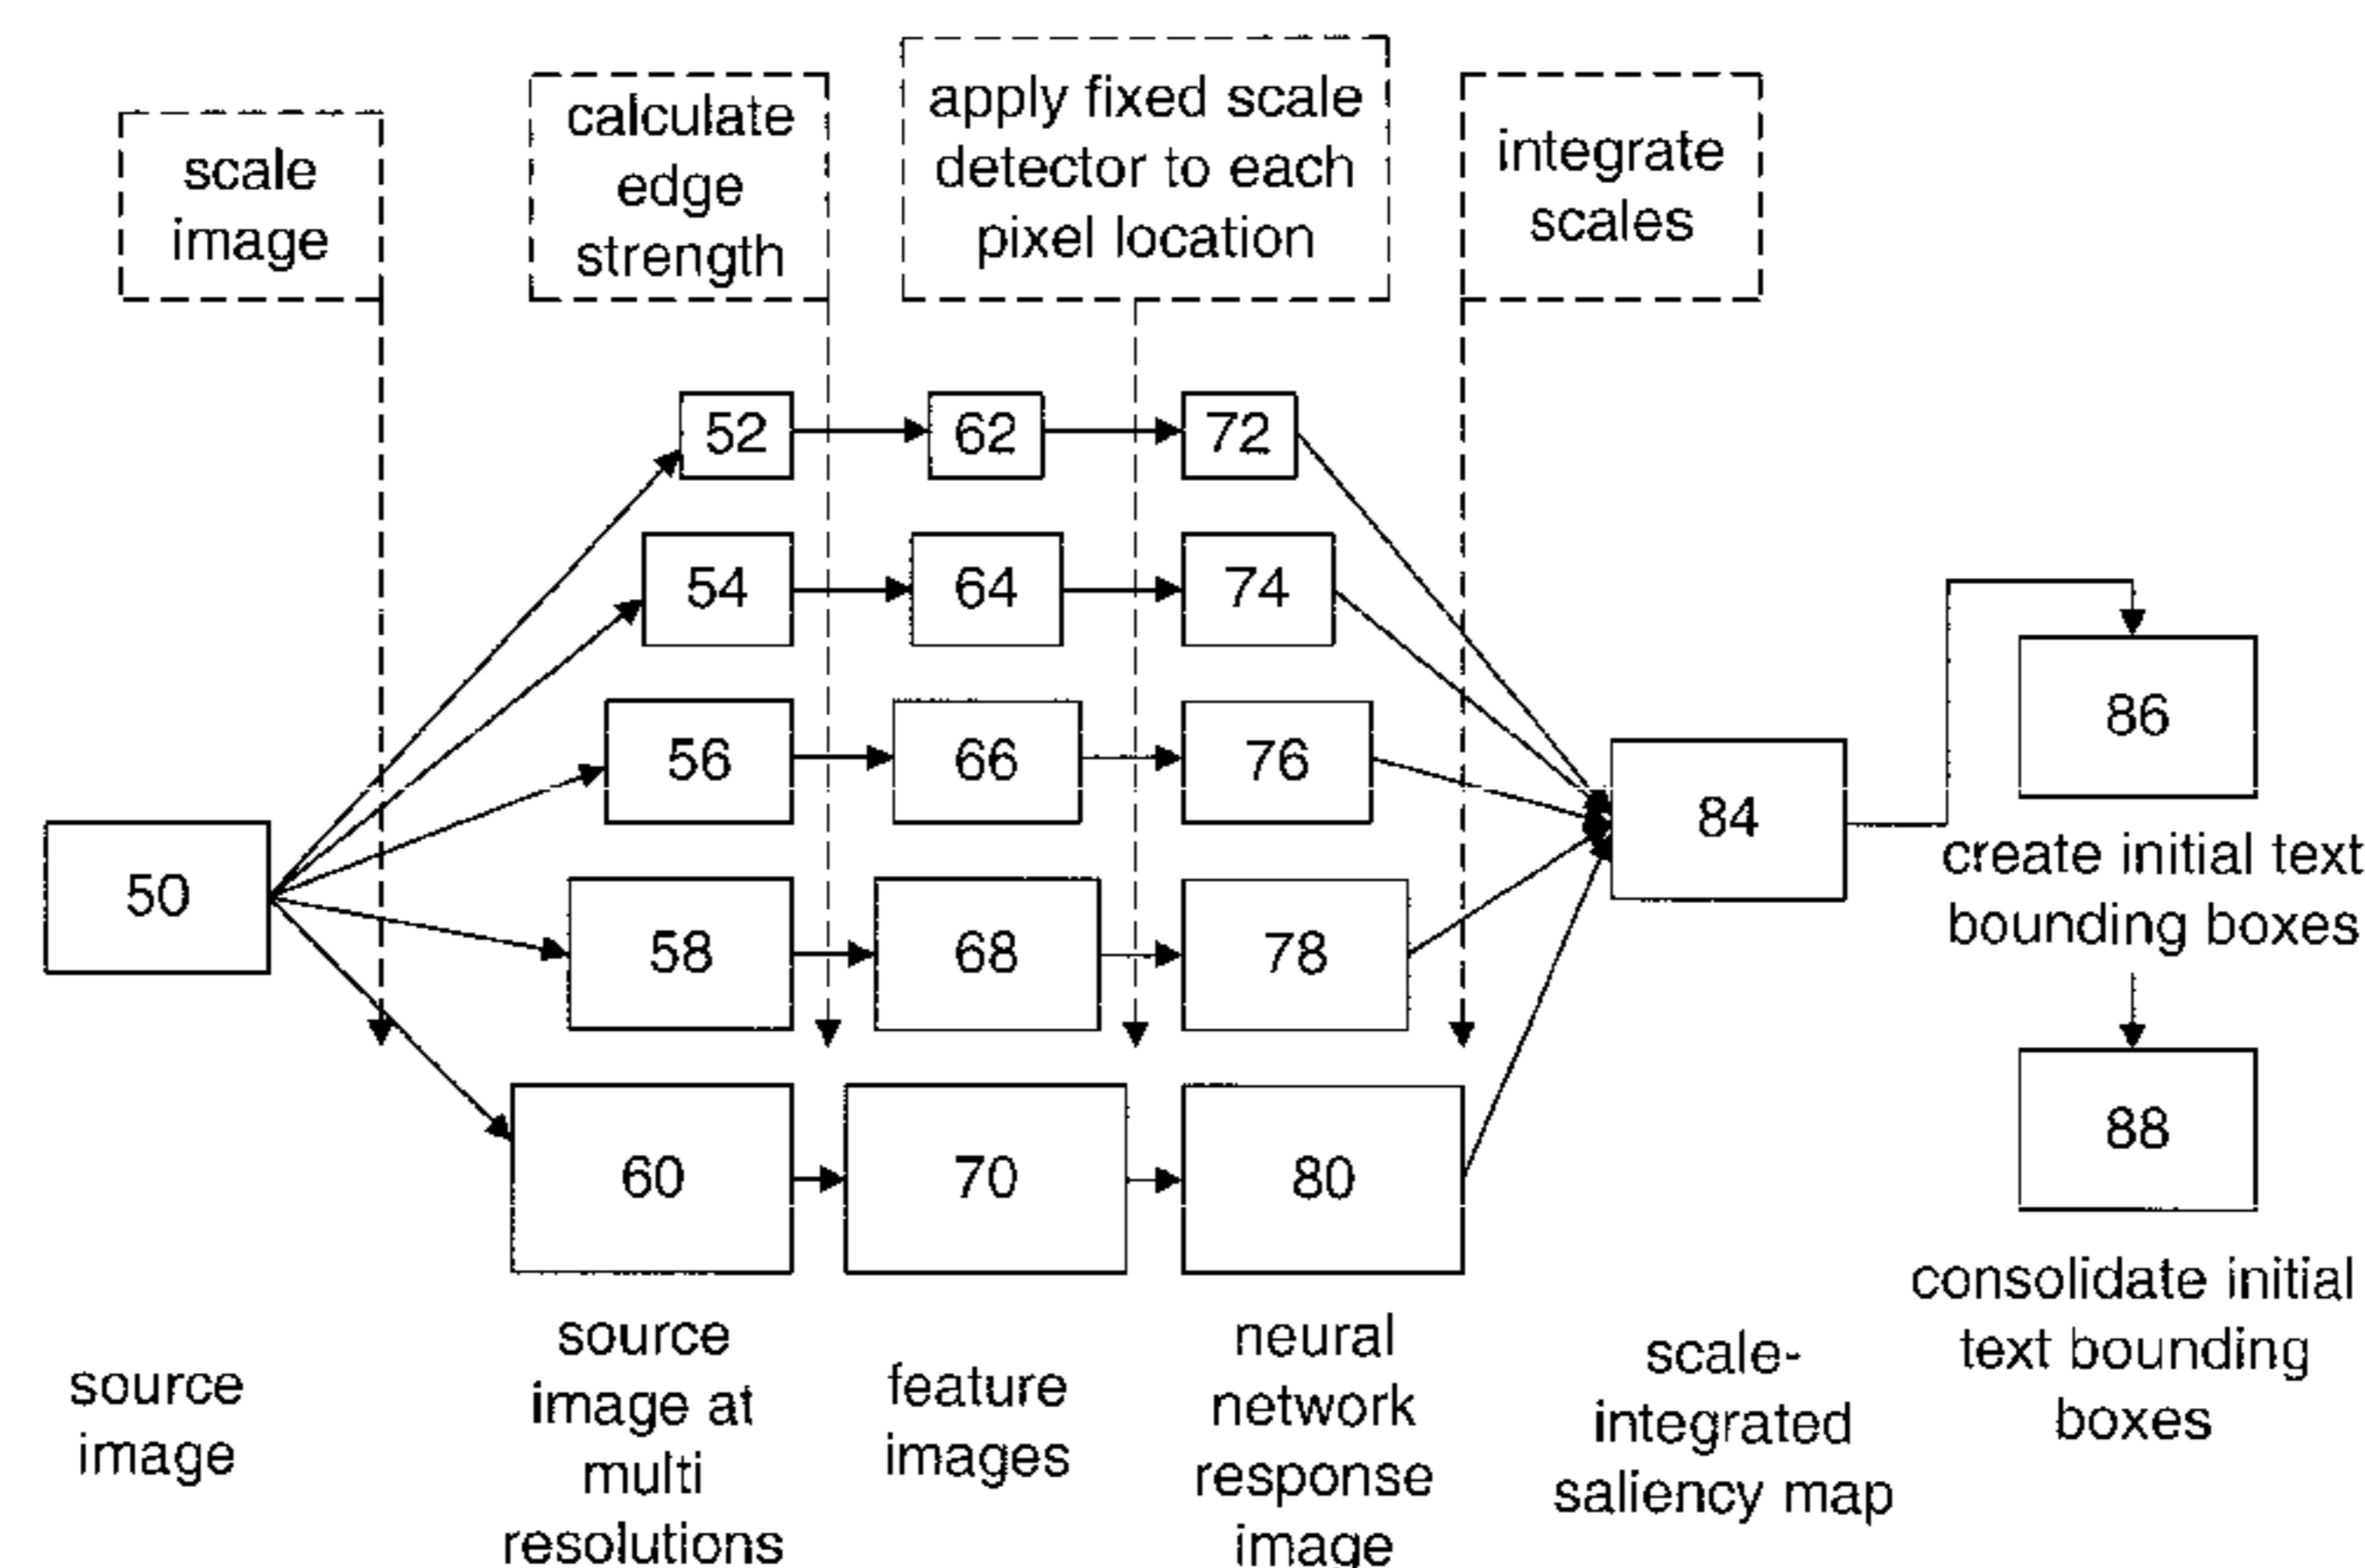 scale
image
calculate
edge
strength
apply fixed scale
detector to each
pixel location
integrate
scales
52
62
72
54
64
74
56
66
76
50
58
68
78
60
70
80
84
86
create initial text
bounding boxes
88
consolidate initial
text bounding
boxes
source
image
source
image at
multi
resolutions
feature
images
neural
network
response
image
scale-
integrated
saliency map